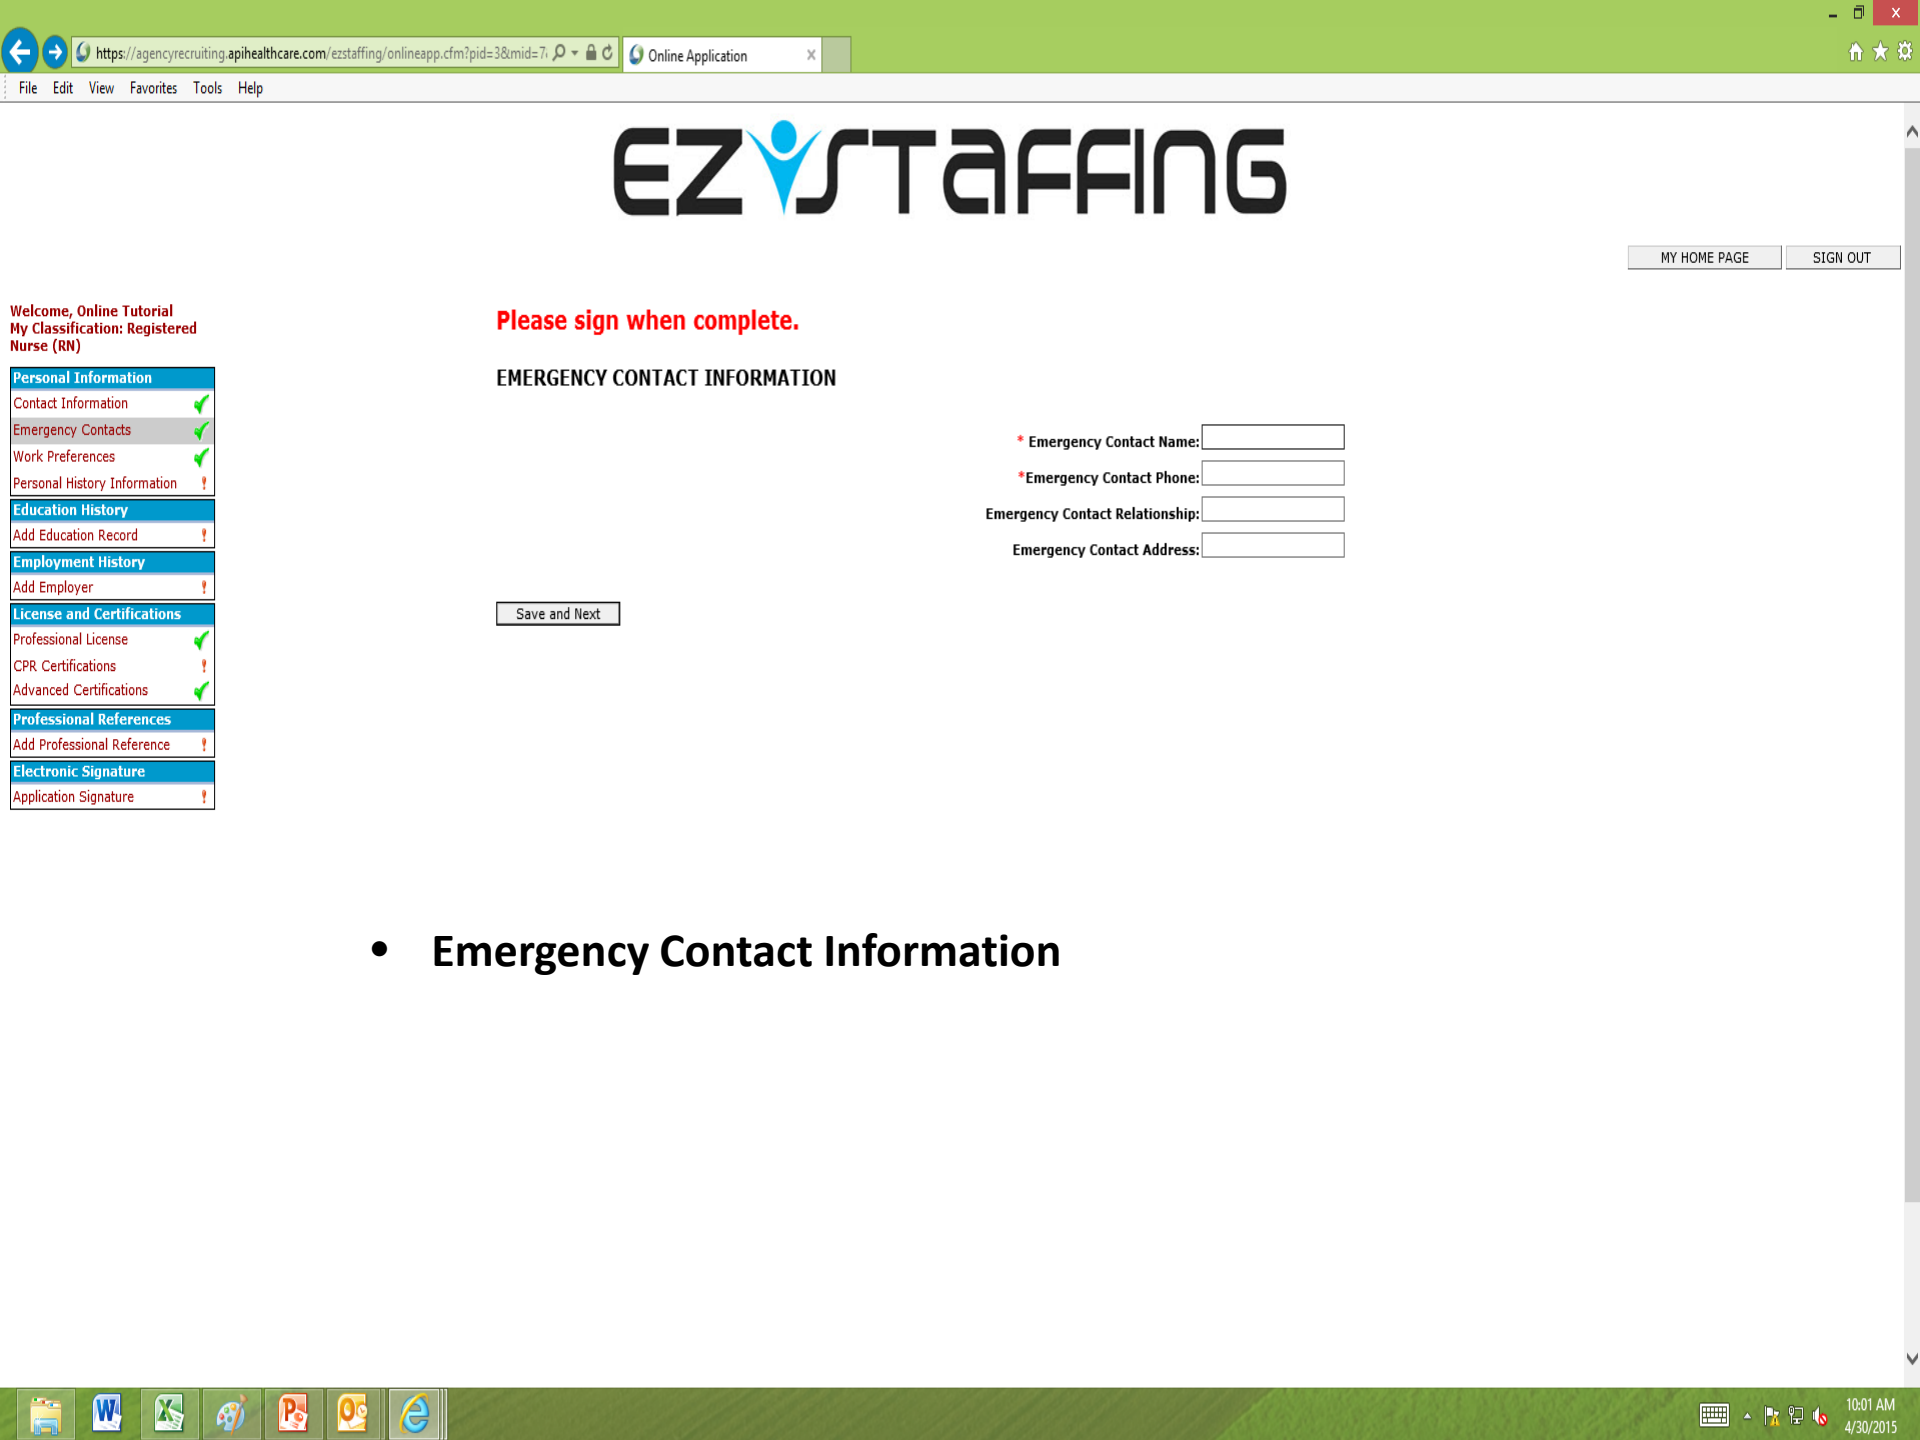 x
https://agencyrecruiting.apihealthcare.com/ezstaffing/onlineapp.cfm?pid=3&mid=7
Online Application x
File Edit View Favorites Tools Help
EZ STAFFING
MY HOME PAGE SIGN OUT
Welcome, Online Tutorial
My Classification: Registered
Nurse (RN)
Personal Information
Contact Information
Emergency Contacts
Work Preferences
Personal History Information !
Education History
Add Education Record !
Employment History
Add Employer !
License and Certifications
Professional License
CPR Certifications !
Advanced Certifications
Professional References
Add Professional Reference !
Electronic Signature
Application Signature !
Please sign when complete.
EMERGENCY CONTACT INFORMATION
* Emergency Contact Name:
*Emergency Contact Phone:
Emergency Contact Relationship:
Emergency Contact Address:
Save and Next
• Emergency Contact Information
10:01 AM
4/30/2015